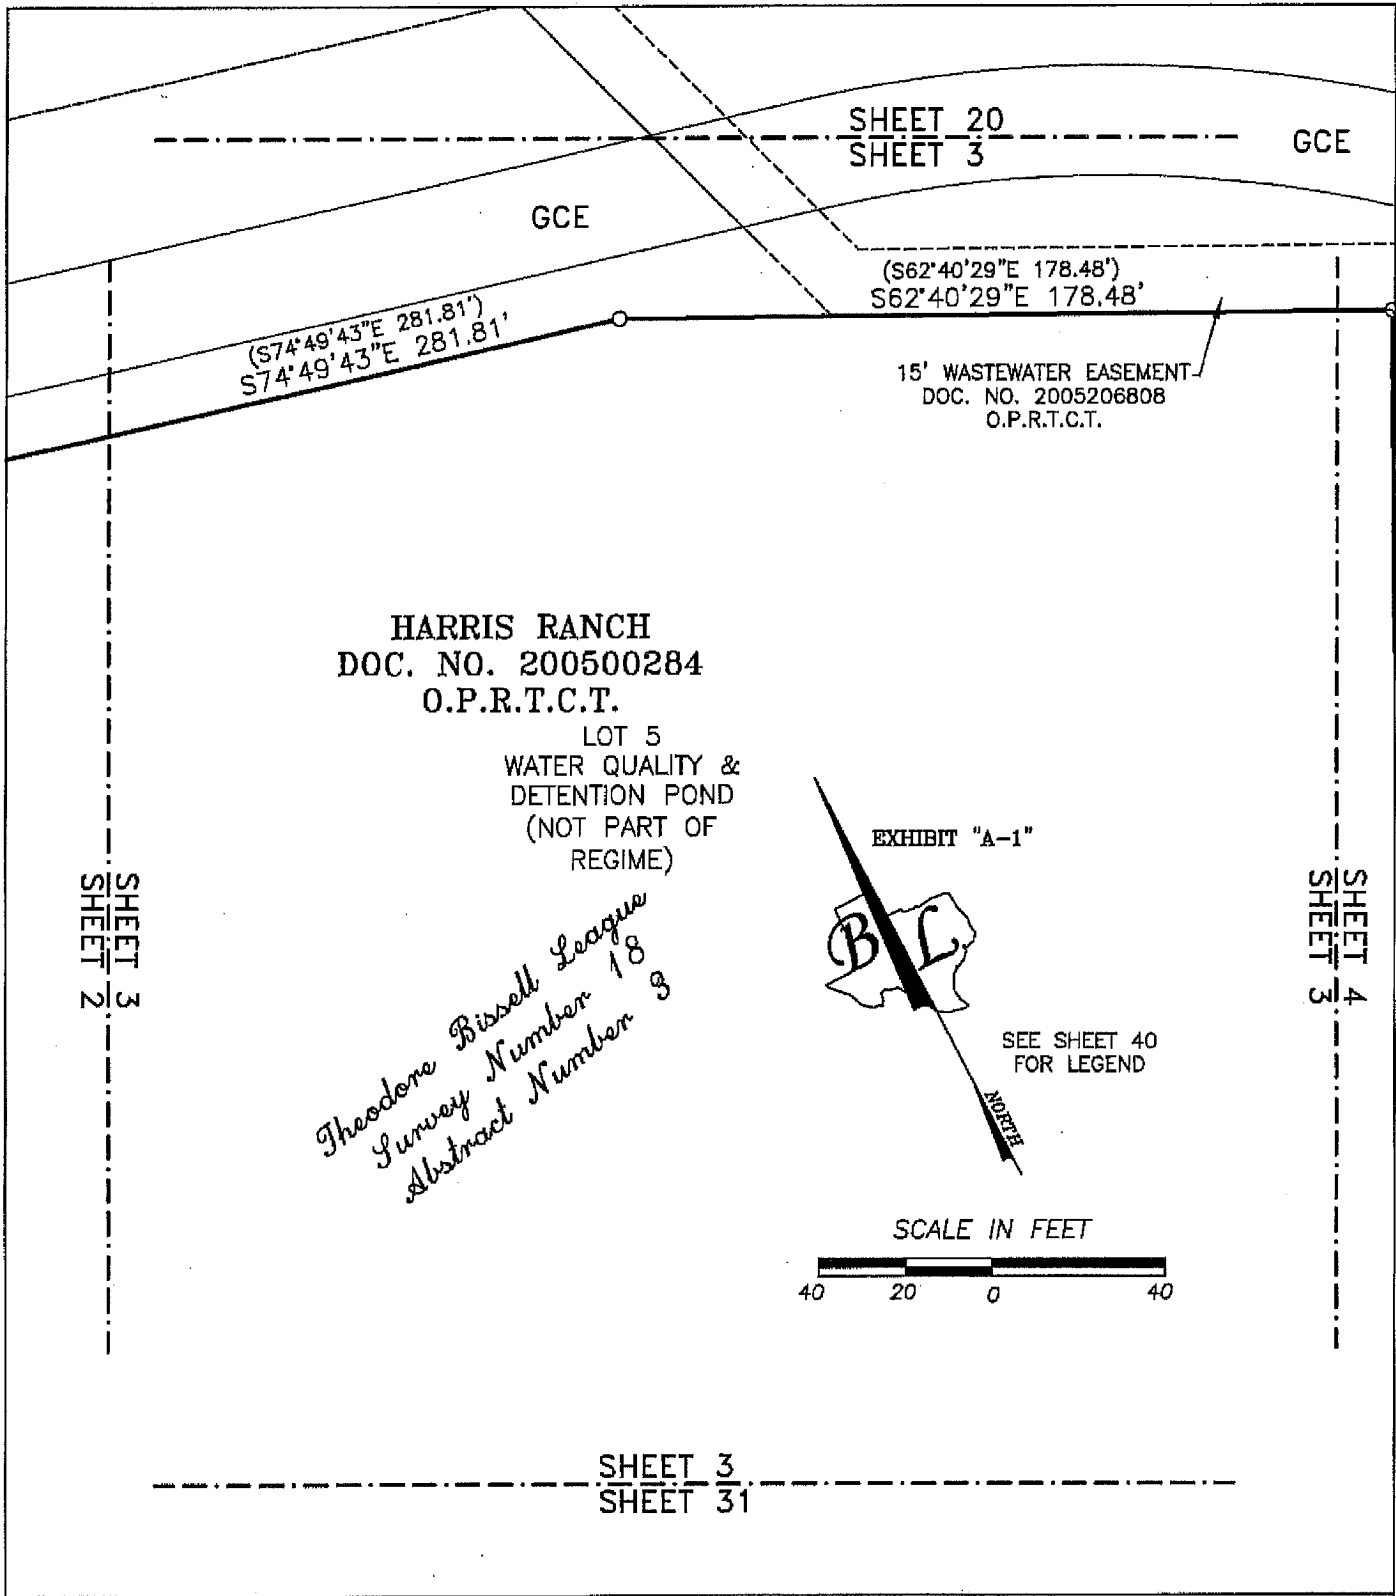 SHEET 20
SHEET 3
GCE
GCE
(S62°40'29"E 178.48')
S62°40'29"E 178.48'
(S74°49'43"E 281.81')
S74°49'43"E 281.81'
15' WASTEWATER EASEMENT
DOC. NO. 2005206808
O.P.R.T.C.T.
HARRIS RANCH
DOC. NO. 200500284
O.P.R.T.C.T.
LOT 5
WATER QUALITY &
DETENTION POND
(NOT PART OF
REGIME)
EXHIBIT "A-1"
B L
SHEET 3
SHEET 2
SHEET 4
SHEET 3
Theodore Bissell League
Survey Number 18
Abstract Number 3
SEE SHEET 40
FOR LEGEND
NORTH
SCALE IN FEET
40 20 0 40
SHEET 3
SHEET 31